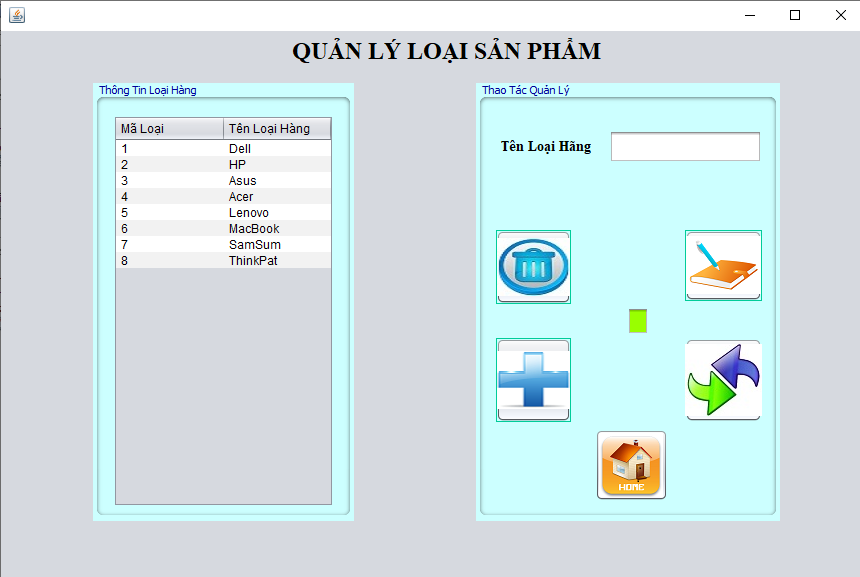 QUẢN LÝ LOẠI SẢN PHẨM
Thông Tin Loại Hàng
Mã Loại Tên Loại Hàng
1 Dell
2 HP
3 Asus
4 Acer
5 Lenovo
6 MacBook
7 SamSum
8 ThinkPat
Thao Tác Quản Lý
Tên Loại Hãng
HOME